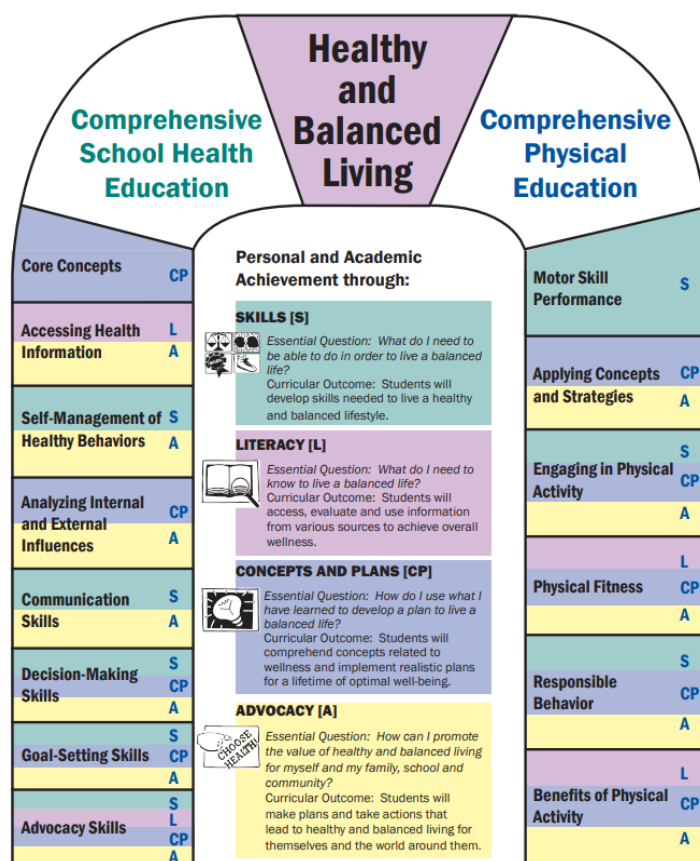 Healthy
and
Balanced
Living
Comprehensive
School Health
Education
Comprehensive
Physical
Education
Core Concepts
CP
Accessing Health
Information
L
A
Self-Management of
Healthy Behaviors
S
A
Analyzing Internal
and External
Influences
CP
A
Communication
Skills
S
A
Decision-Making
Skills
S
CP
A
Goal-Setting Skills
S
CP
A
Advocacy Skills
S
L
CP
A
Personal and Academic
Achievement through:
SKILLS [S]
Essential Question: What do I need to
be able to do in order to live a balanced
life?
Curricular Outcome: Students will
develop skills needed to live a healthy
and balanced lifestyle.
LITERACY [L]
Essential Question: What do I need to
know to live a balanced life?
Curricular Outcome: Students will
access, evaluate and use information
from various sources to achieve overall
wellness.
CONCEPTS AND PLANS [CP]
Essential Question: How do I use what I
have learned to develop a plan to live a
balanced life?
Curricular Outcome: Students will
comprehend concepts related to
wellness and implement realistic plans
for a lifetime of optimal well-being.
ADVOCACY [A]
CHOOSE
HEALTH!
Essential Question: How can I promote
the value of healthy and balanced living
for myself and my family, school and
community?
Curricular Outcome: Students will
make plans and take actions that
lead to healthy and balanced living for
themselves and the world around them.
Motor Skill
Performance
S
Applying Concepts
and Strategies
CP
A
Engaging in Physical
Activity
S
CP
A
Physical Fitness
L
CP
A
Responsible
Behavior
S
CP
A
Benefits of Physical
Activity
L
CP
A